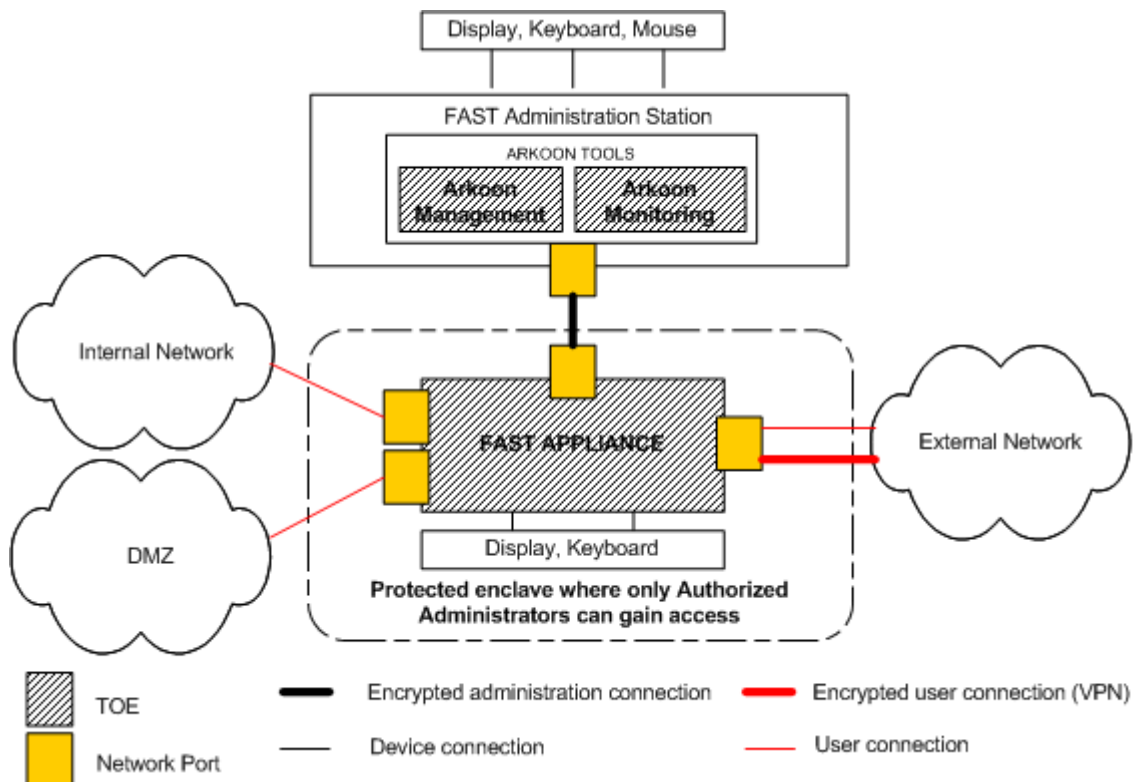 Display, Keyboard, Mouse
FAST Administration Station
ARKOON TOOLS
Arkoon
Management
Arkoon
Monitoring
Internal Network
FAST APPLIANCE
External Network
DMZ
Display, Keyboard
Protected enclave where only Authorized
Administrators can gain access
TOE
Encrypted administration connection
Encrypted user connection (VPN)
Network Port
Device connection
User connection